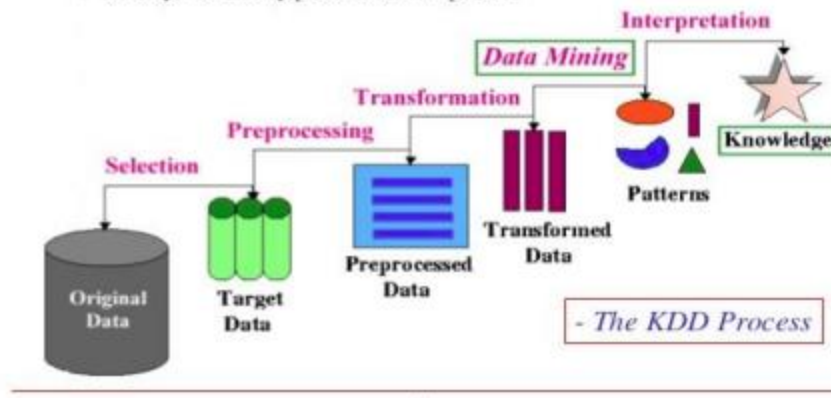 Interpretation
Data Mining
Transformation
Preprocessing
Selection
Knowledge
Patterns
Transformed
Data
Preprocessed
Data
Target
Data
Original
Data
- The KDD Process